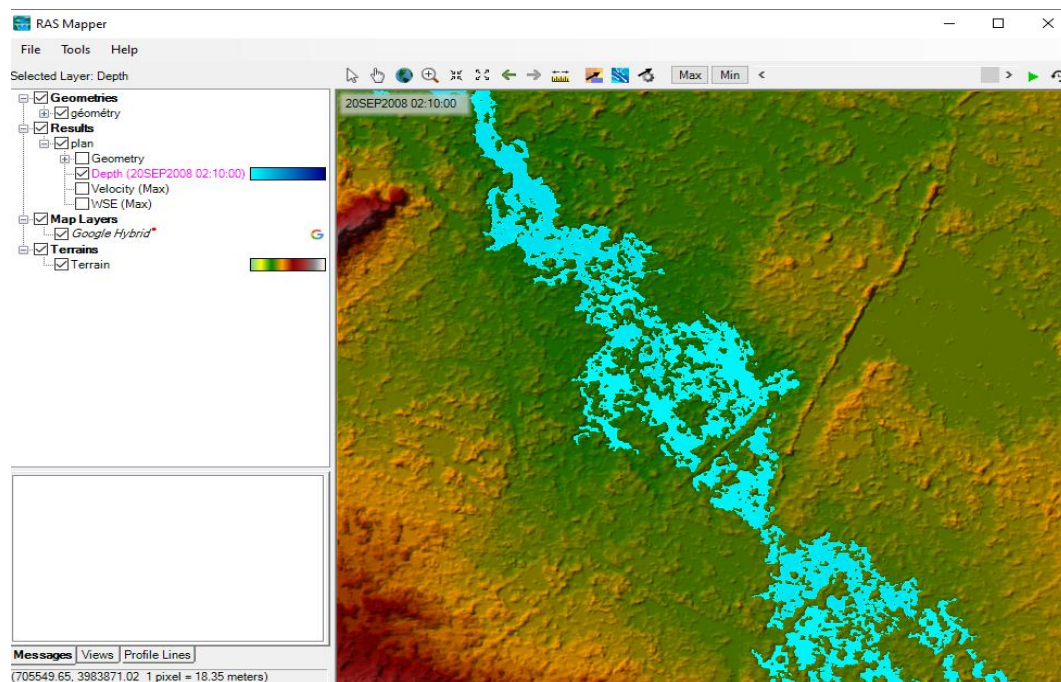 RAS Mapper
File Tools Help
Selected Layer: Depth
Max Min
Geometries
géométry
Results
plan
Geometry
Depth (20SEP2008 02:10:00)
Velocity (Max)
WSE (Max)
Map Layers
Google Hybrid
G
Terrains
Terrain
20SEP2008 02:10:00
Messages Views Profile Lines
(705549.65, 3983871.02 1 pixel = 18.35 meters)